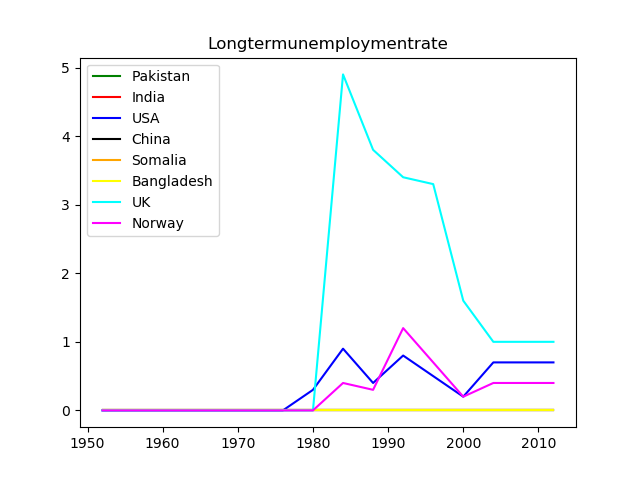 Longtermunemploymentrate
5
4
3
2
1
0
Pakistan
India
USA
China
Somalia
Bangladesh
UK
Norway
1950 1960 1970 1980 1990 2000 2010